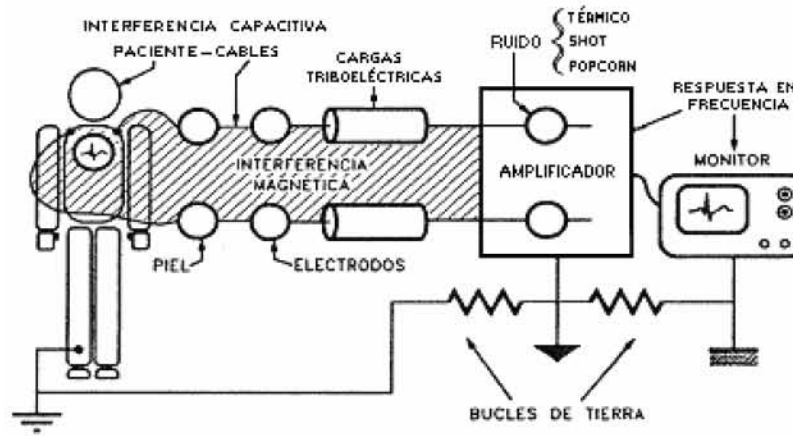 INTERFERENCIA CAPACITIVA
PACIENTE-CABLES
CARGAS
TRIBOELÉCTRICAS
RUIDO
TÉRMICO
SHOT
POPCORN
RESPUESTA EN
FRECUENCIA
MONITOR
INTERFERENCIA
MAGNÉTICA
AMPLIFICADOR
PIEL
ELECTRODOS
BUCLES DE TIERRA